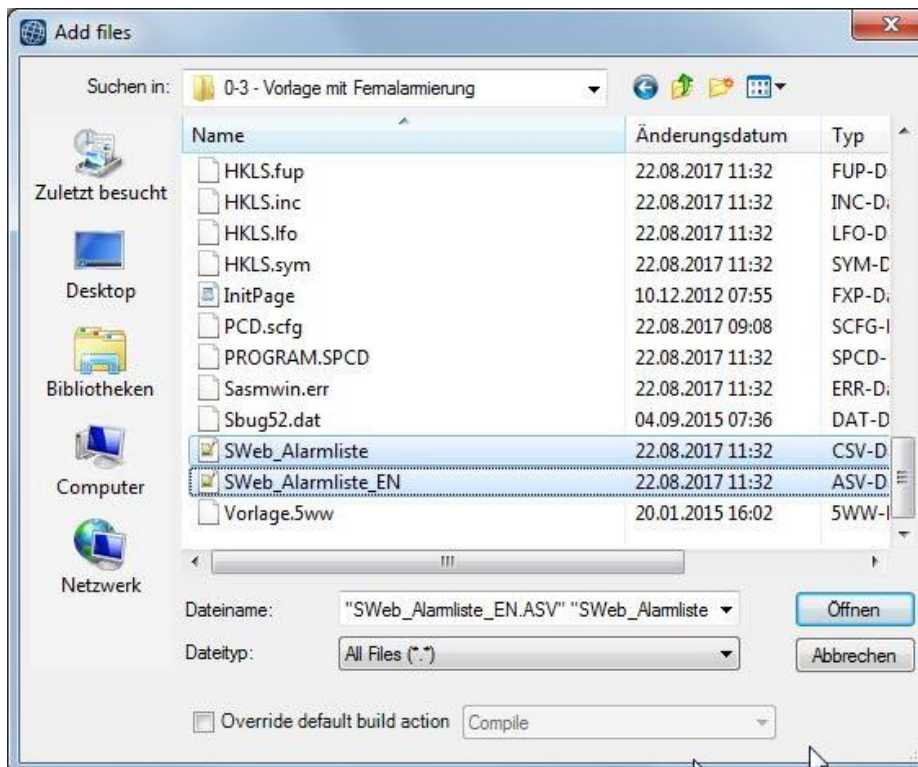 Add files
Suchen in:
0-3 - Vorlage mit Fernalarmierung
Name Änderungsdatum Typ
HKLS.fup 22.08.2017 11:32 FUP-D
HKLS.inc 22.08.2017 11:32 INC-Da
HKLS.lfo 22.08.2017 11:32 LFO-D
HKLS.sym 22.08.2017 11:32 SYM-D
InitPage 10.12.2012 07:55 FXP-Da
PCD.scfg 22.08.2017 09:08 SCFG-
PROGRAM.SPCD 22.08.2017 11:32 SPCD-
Sasmwin.err 22.08.2017 11:32 ERR-Da
Sbug52.dat 04.09.2015 07:36 DAT-D
SWeb_Alarmliste 22.08.2017 11:32 CSV-D
SWeb_Alarmliste_EN 22.08.2017 11:32 ASV-D
Vorlage.5ww 20.01.2015 16:02 5WW-
Zuletzt besucht
Desktop
Bibliotheken
Computer
Netzwerk
Dateiname: "SWeb_Alarmliste_EN.ASV" "SWeb_Alarmliste
Öffnen
Dateityp: All Files (*.*)
Abbrechen
Override default build action Compile